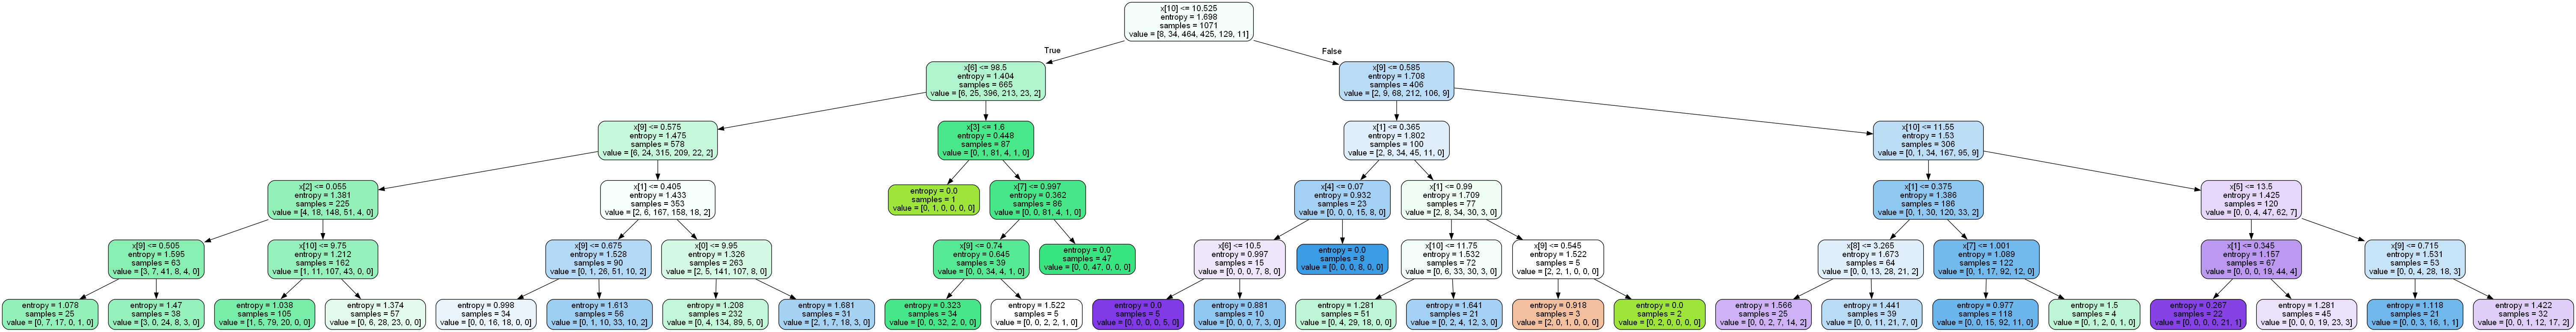 x[10] <= 10.525
entropy = 1.698
samples = 1071
value = [8, 34, 464, 425, 129, 11]
True
False
x[6] <= 98.5
entropy = 1.404
samples = 665
value = [6, 25, 396, 213, 23, 2]
x[9] <= 0.585
entropy = 1.708
samples = 406
value = [2, 9, 68, 212, 106, 9]
x[9] <= 0.575
entropy = 1.475
samples = 578
value = [6, 24, 315, 209, 22, 2]
x[3] <= 1.6
entropy = 0.448
samples = 87
value = [0, 1, 81, 4, 1, 0]
x[1] <= 0.365
entropy = 1.802
samples = 100
value = [2, 8, 34, 45, 11, 0]
x[10] <= 11.55
entropy = 1.53
samples = 306
value = [0, 1, 34, 167, 95, 9]
x[2] <= 0.055
entropy = 1.381
samples = 225
value = [4, 18, 148, 51, 4, 0]
x[1] <= 0.405
entropy = 1.433
samples = 353
value = [2, 6, 167, 158, 18, 2]
entropy = 0.0
samples = 1
value = [0, 1, 0, 0, 0, 0]
x[7] <= 0.997
entropy = 0.362
samples = 86
value = [0, 0, 81, 4, 1, 0]
x[4] <= 0.07
entropy = 0.932
samples = 23
value = [0, 0, 0, 15, 8, 0]
x[1] <= 0.99
entropy = 1.709
samples = 77
value = [2, 8, 34, 30, 3, 0]
x[1] <= 0.375
entropy = 1.386
samples = 186
value = [0, 1, 30, 120, 33, 2]
x[5] <= 13.5
entropy = 1.425
samples = 120
value = [0, 0, 4, 47, 62, 7]
x[9] <= 0.505
entropy = 1.595
samples = 63
value = [3, 7, 41, 8, 4, 0]
x[10] <= 9.75
entropy = 1.212
samples = 162
value = [1, 11, 107, 43, 0, 0]
x[9] <= 0.675
entropy = 1.528
samples = 90
value = [0, 1, 26, 51, 10, 2]
x[0] <= 9.95
entropy = 1.326
samples = 263
value = [2, 5, 141, 107, 8, 0]
x[9] <= 0.74
entropy = 0.645
samples = 39
value = [0, 0, 34, 4, 1, 0]
entropy = 0.0
samples = 47
value = [0, 0, 47, 0, 0, 0]
x[6] <= 10.5
entropy = 0.997
samples = 15
value = [0, 0, 0, 7, 8, 0]
entropy = 0.0
samples = 8
value = [0, 0, 0, 8, 0, 0]
x[10] <= 11.75
entropy = 1.532
samples = 72
value = [0, 6, 33, 30, 3, 0]
x[9] <= 0.545
entropy = 1.522
samples = 5
value = [2, 2, 1, 0, 0, 0]
x[8] <= 3.265
entropy = 1.673
samples = 64
value = [0, 0, 13, 28, 21, 2]
x[7] <= 1.001
entropy = 1.089
samples = 122
value = [0, 1, 17, 92, 12, 0]
x[1] <= 0.345
entropy = 1.157
samples = 67
value = [0, 0, 0, 19, 44, 4]
x[9] <= 0.715
entropy = 1.531
samples = 53
value = [0, 0, 4, 28, 18, 3]
entropy = 1.078
samples = 25
value = [0, 7, 17, 0, 1, 0]
entropy = 1.47
samples = 38
value = [3, 0, 24, 8, 3, 0]
entropy = 1.038
samples = 105
value = [1, 5, 79, 20, 0, 0]
entropy = 1.374
samples = 57
value = [0, 6, 28, 23, 0, 0]
entropy = 0.998
samples = 34
value = [0, 0, 16, 18, 0, 0]
entropy = 1.613
samples = 56
value = [0, 1, 10, 33, 10, 2]
entropy = 1.208
samples = 232
value = [0, 4, 134, 89, 5, 0]
entropy = 1.681
samples = 31
value = [2, 1, 7, 18, 3, 0]
entropy = 0.323
samples = 34
value = [0, 0, 32, 2, 0, 0]
entropy = 1.522
samples = 5
value = [0, 0, 2, 2, 1, 0]
entropy = 0.0
samples = 5
value = [0, 0, 0, 0, 5, 0]
entropy = 0.881
samples = 10
value = [0, 0, 0, 7, 3, 0]
entropy = 1.281
samples = 51
value = [0, 4, 29, 18, 0, 0]
entropy = 1.641
samples = 21
value = [0, 2, 4, 12, 3, 0]
entropy = 0.918
samples = 3
value = [2, 0, 1, 0, 0, 0]
entropy = 0.0
samples = 2
value = [0, 2, 0, 0, 0, 0]
entropy = 1.566
samples = 25
value = [0, 0, 2, 7, 14, 2]
entropy = 1.441
samples = 39
value = [0, 0, 11, 21, 7, 0]
entropy = 0.977
samples = 118
value = [0, 0, 15, 92, 11, 0]
entropy = 1.5
samples = 4
value = [0, 1, 2, 0, 1, 0]
entropy = 0.267
samples = 22
value = [0, 0, 0, 0, 21, 1]
entropy = 1.281
samples = 45
value = [0, 0, 0, 19, 23, 3]
entropy = 1.118
samples = 21
value = [0, 0, 3, 16, 1, 1]
entropy = 1.422
samples = 32
value = [0, 0, 1, 12, 17, 2]